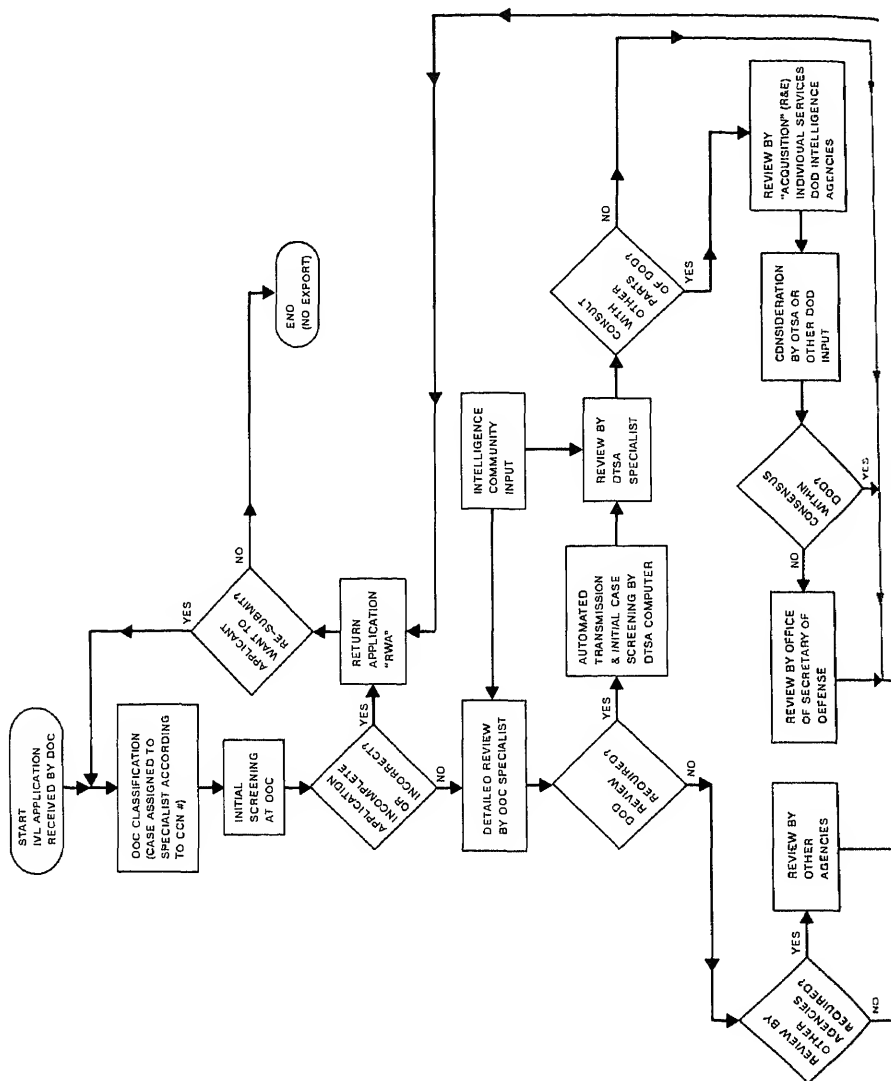 START
IVL APPLICATION
RECEIVED BY DOC
DOC CLASSIFICATION
(CASE ASSIGNED TO
SPECIALIST ACCORDING
TO CCN #)
INITIAL
SCREENING
AT DOC
APPLICATION
INCOMPLETE
OR
INCORRECT?
YES
NO
RETURN
APPLICATION
"RWA"
APPLICANT
WANT TO
RE-SUBMIT?
YES
NO
END
(NO EXPORT)
DETAILEO REVIEW
BY DOC SPECIALIST
INTELLIGENCE
COMMUNITY
INPUT
DOD
REVIEW
REQUIRED?
YES
NO
AUTOMATED
TRANSMISSION
& INITIAL CASE
SCREENING BY
DTSA COMPUTER
REVIEW BY
DTSA
SPECIALIST
CONSULT
WITH
OTHER
PARTS
OF DOD?
NO
YES
REVIEW BY
"ACQUISITION" (R&E)
INDIVIDUAL SERVICES
DOD INTELLIGENCE
AGENCIES
CDNSIDERATION
BY OTSA OR
OTHER DOD
INPUT
CONSENSUS
WITHIN
DOD?
NO
YES
REVIEW BY OFFICE
OF SECRETARY OF
DEFENSE
REVIEW BY
OTHER
AGENCIES
REQUIRED?
YES
NO
REVIEW BY
OTHER
AGENCIES